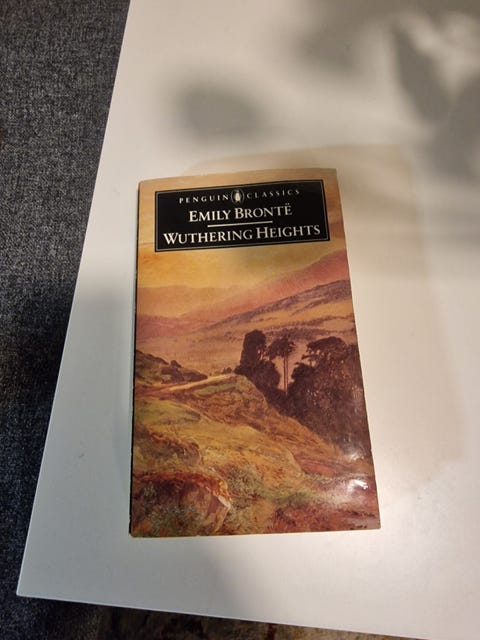 PENGUIN CLASSICS
EMILY BRONTË
WUTHERING HEIGHTS